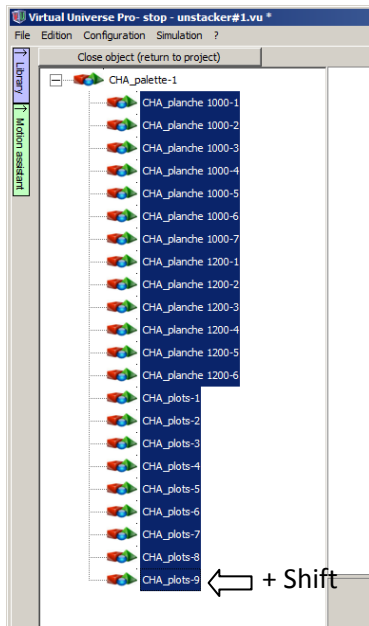 Virtual Universe Pro- stop - unstacker#1.vu *
File Edition Configuration Simulation ?
Close object (return to project)
Library
Motion assistant
CHA_palette-1
CHA_planche 1000-1
CHA_planche 1000-2
CHA_planche 1000-3
CHA_planche 1000-4
CHA_planche 1000-5
CHA_planche 1000-6
CHA_planche 1000-7
CHA_planche 1200-1
CHA_planche 1200-2
CHA_planche 1200-3
CHA_planche 1200-4
CHA_planche 1200-5
CHA_planche 1200-6
CHA_plots-1
CHA_plots-2
CHA_plots-3
CHA_plots-4
CHA_plots-5
CHA_plots-6
CHA_plots-7
CHA_plots-8
CHA_plots-9 + Shift